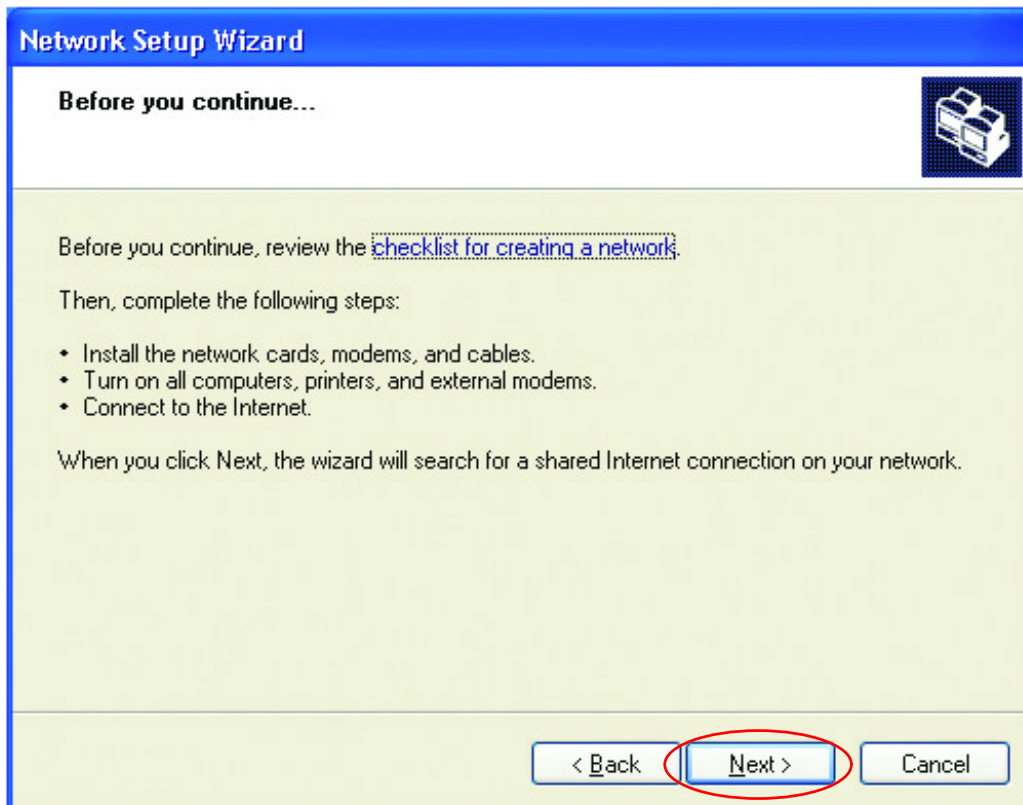 Network Setup Wizard
Before you continue...
Before you continue, review the checklist for creating a network.
Then, complete the following steps:
• Install the network cards, modems, and cables.
• Turn on all computers, printers, and external modems.
• Connect to the Internet.
When you click Next, the wizard will search for a shared Internet connection on your network.
< Back Next > Cancel